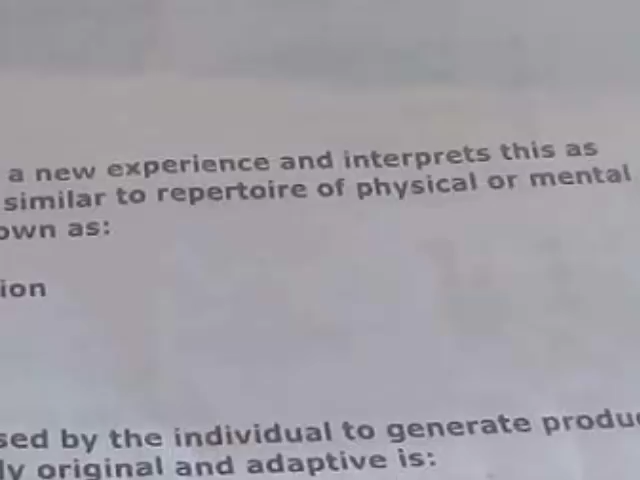 a new experience and interprets this as
similar to repertoire of physical or mental
own as:
ion
sed by the individual to generate produc
ly original and adaptive is: